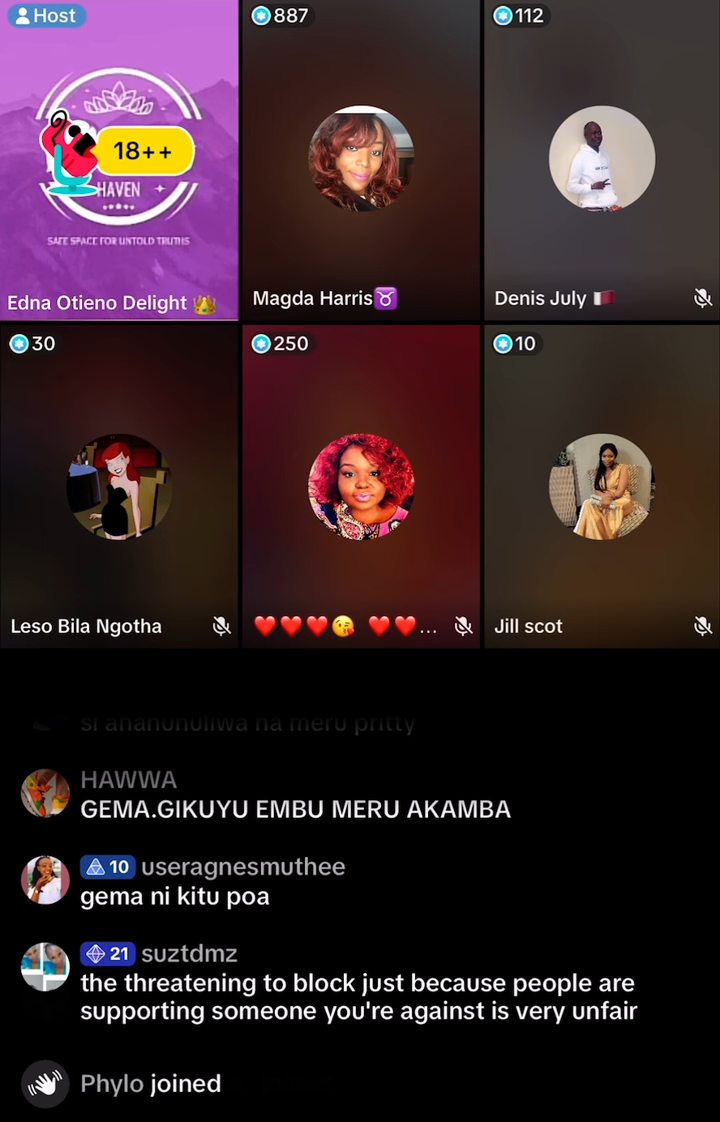 Host
887
112
18++
HAVEN
SAFE SPACE FOR UNTOLD TRUTHS
Edna Otieno Delight 👑
Magda Harris♉
Denis July 🇶🇦
30
250
10
Leso Bila Ngotha
❤️❤️❤️😘 ❤️❤️...
Jill scot
si ananunuliwa na meru pritty
HAWWA
GEMA.GIKUYU EMBU MERU AKAMBA
10 useragnesmuthee
gema ni kitu poa
21 suztdmz
the threatening to block just because people are
supporting someone you're against is very unfair
Phylo joined